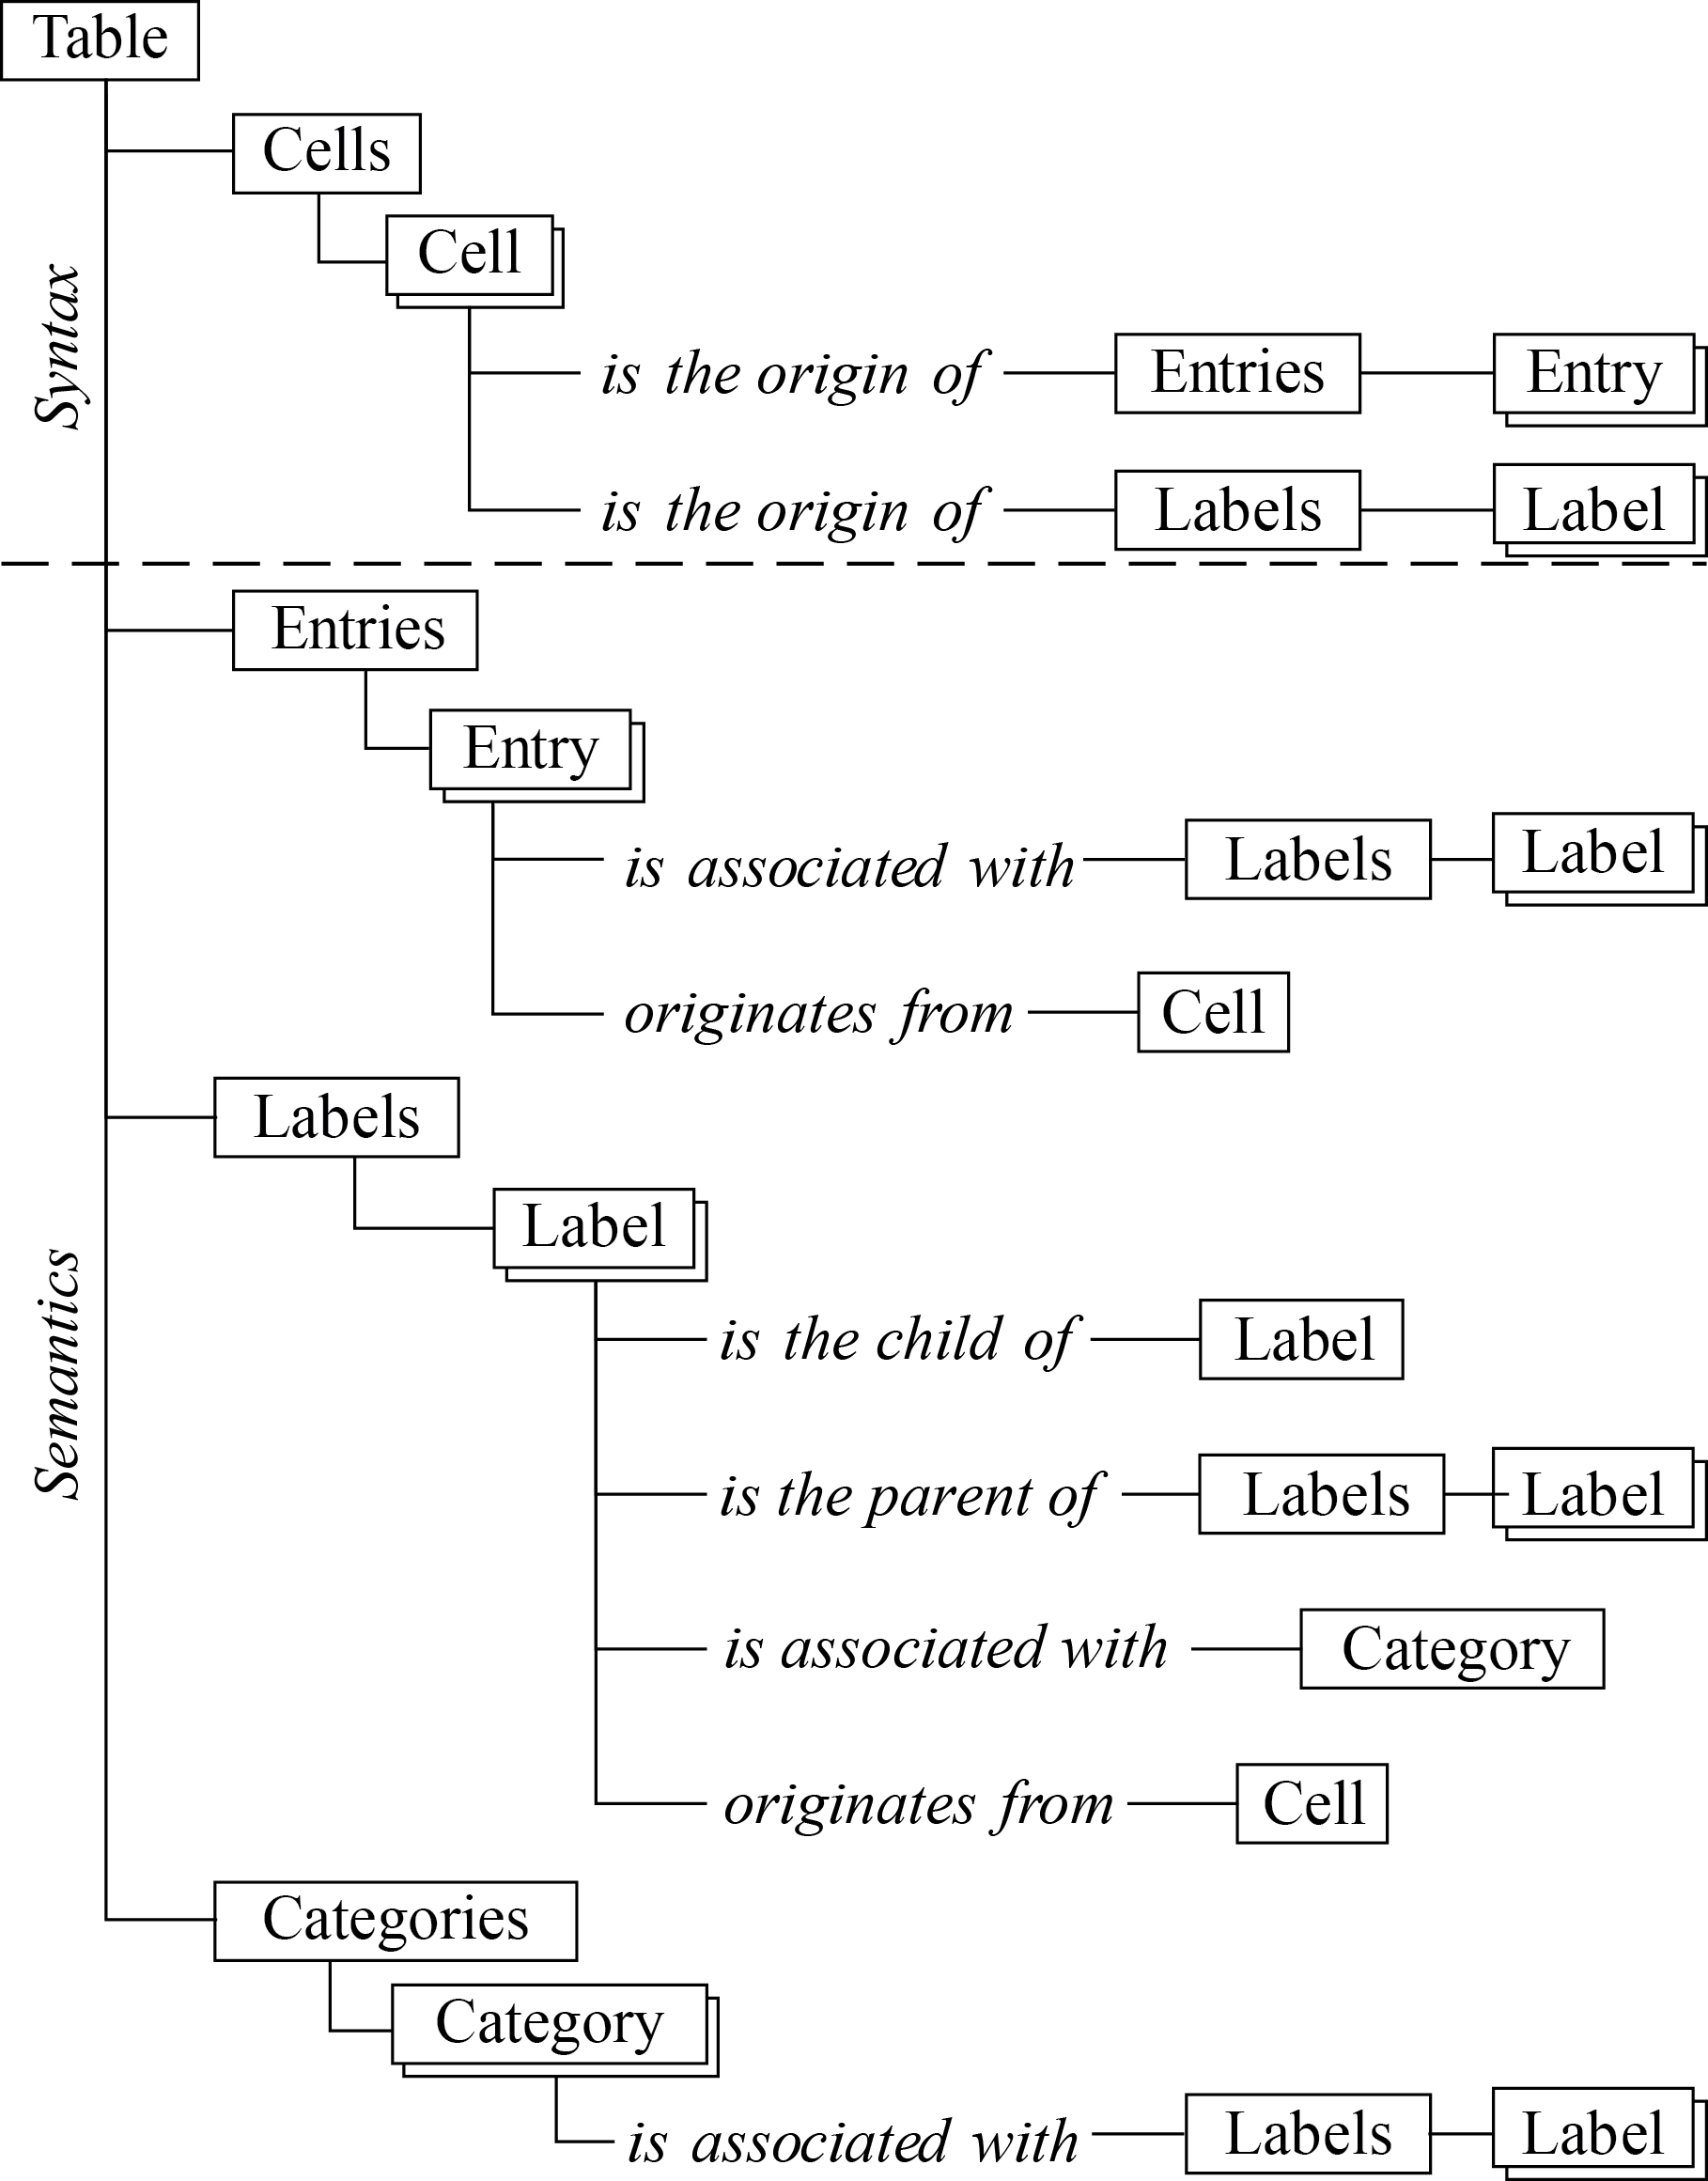 Table
Cells
Cell
Syntax
is the origin of Entries Entry
is the origin of Labels Label
Entries
Entry
is associated with Labels Label
originates from Cell
Labels
Label
Semantics
is the child of Label
is the parent of Labels Label
is associated with Category
originates from Cell
Categories
Category
is associated with Labels Label